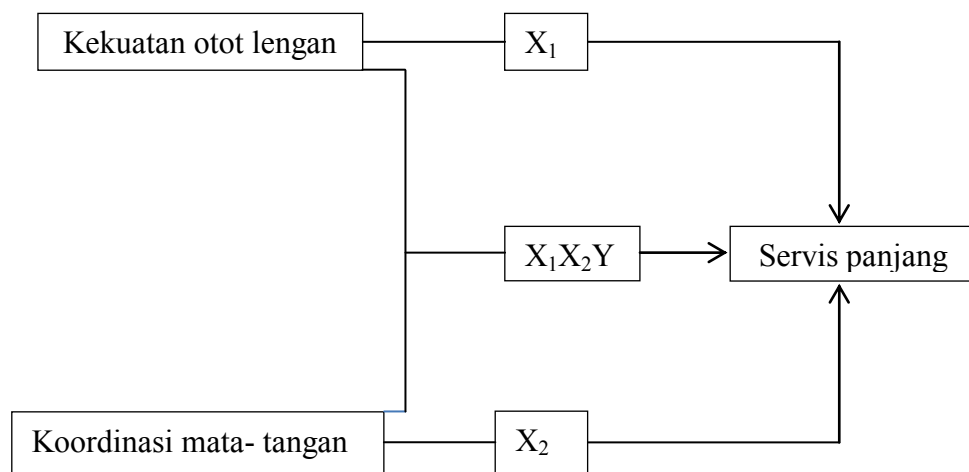 Kekuatan otot lengan
X₁
X₁X₂Y
Servis panjang
Koordinasi mata- tangan
X₂